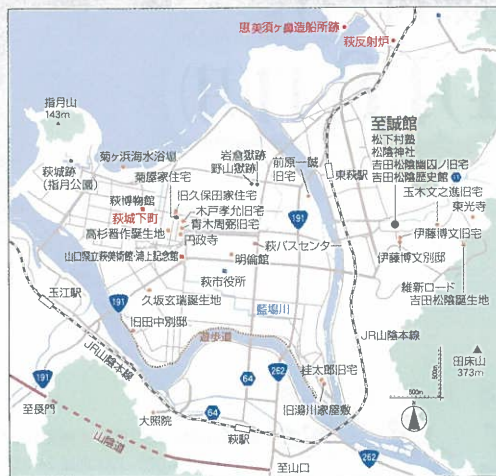 恵美須ヶ鼻造船所跡
萩反射炉
指月山
143m
至誠館
松下村塾
松陰神社
吉田松陰幽囚ノ旧宅
吉田松陰歴史館
萩城跡
(指月公園)
菊ヶ浜海水浴場
岩倉獄跡
野山獄跡
前原一誠
旧宅
東萩駅
菊屋家住宅
萩博物館
旧久保田家住宅
萩城下町
木戸孝允旧宅
高杉晋作誕生地
青木周弼旧宅
円政寺
191
玉木文之進旧宅
東光寺
伊藤博文旧宅
伊藤博文別邸
山口県立萩美術館・浦上記念館
明倫館
萩バスセンター
萩市役所
維新ロード
吉田松陰誕生地
玉江駅
191
久坂玄瑞誕生地
藍場川
旧田中別邸
遊歩道
JR山陰本線
JR山陰本線
田床山
373m
191
64
262
桂太郎旧宅
旧湯川家屋敷
500m
500m
N
至長門
大照院
64
萩駅
山陰道
至山口
262